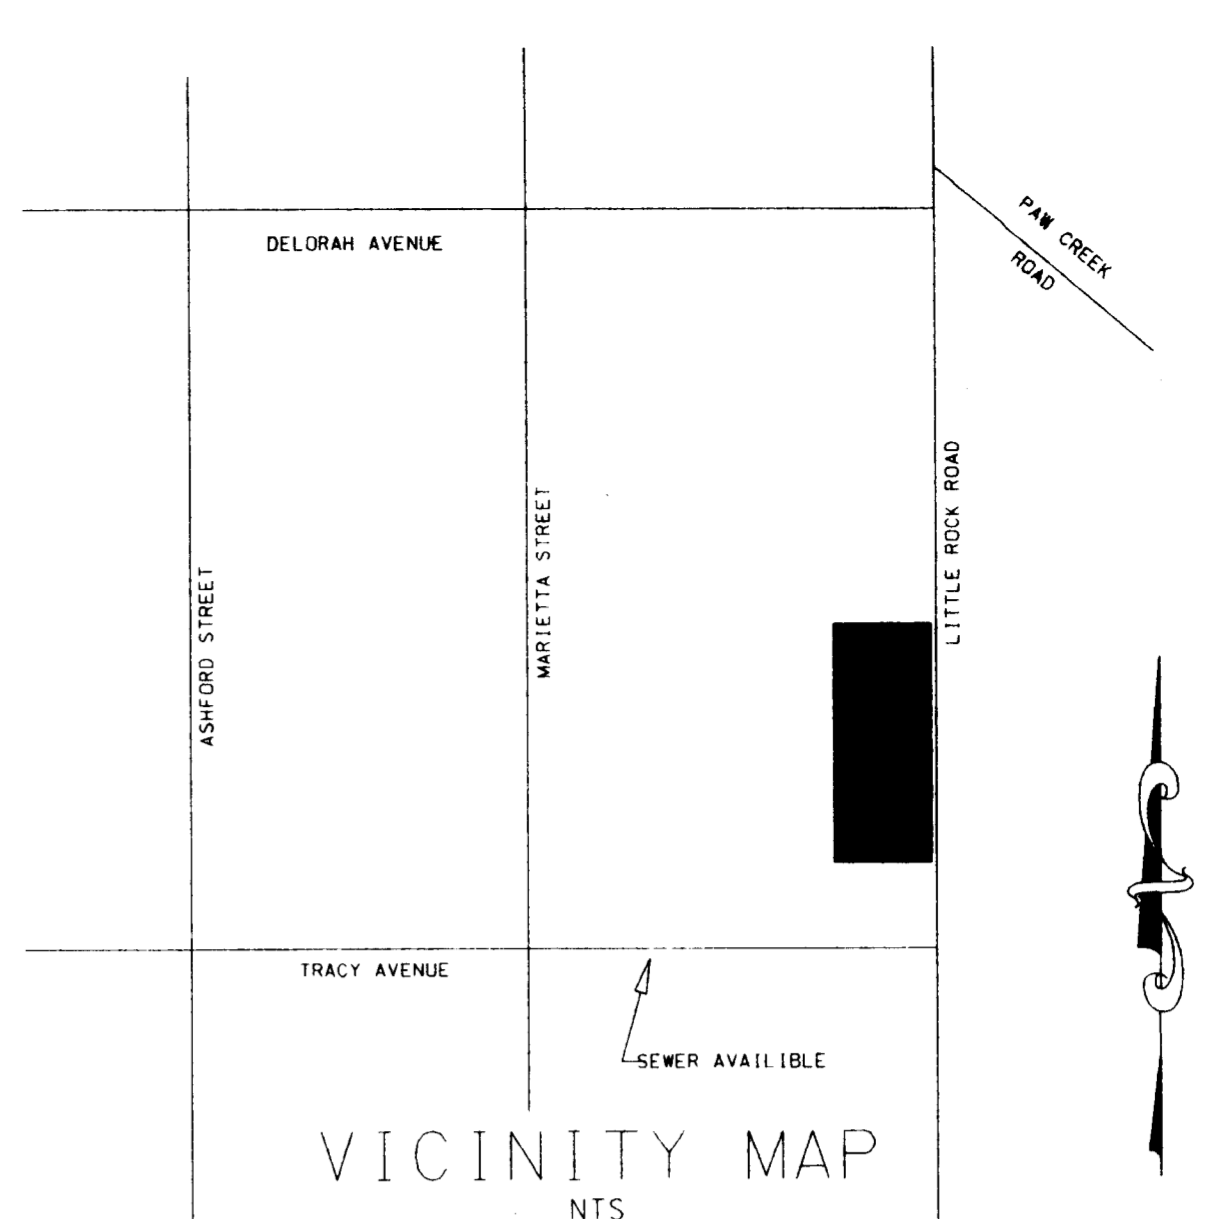 PAW CREEK
ROAD
DELORAH AVENUE
LITTLE ROCK ROAD
MARIETTA STREET
ASHFORD STREET
TRACY AVENUE
SEWER AVAILIBLE
VICINITY MAP
NTS